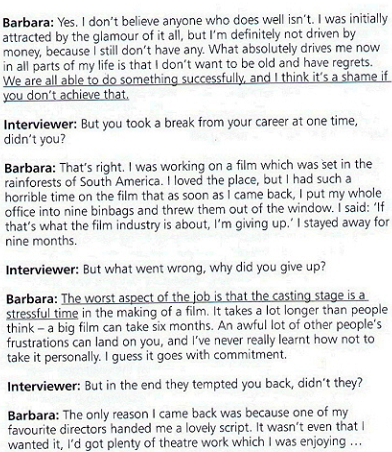 Barbara: Yes. I don't believe anyone who does well isn't. I was initially
attracted by the glamour of it all, but I'm definitely not driven by
money, because I still don't have any. What absolutely drives me now
in all parts of my life is that I don't want to be old and have regrets.
We are all able to do something successfully, and I think it's a shame if
you don't achieve that.
Interviewer: But you took a break from your career at one time,
didn't you?
Barbara: That's right. I was working on a film which was set in the
rainforests of South America. I loved the place, but I had such a
horrible time on the film that as soon as I came back, I put my whole
office into nine binbags and threw them out of the window. I said: 'If
that's what the film industry is about, I'm giving up.' I stayed away for
nine months.
Interviewer: But what went wrong, why did you give up?
Barbara: The worst aspect of the job is that the casting stage is a
stressful time in the making of a film. It takes a lot longer than people
think – a big film can take six months. An awful lot of other people's
frustrations can land on you, and I've never really learnt how not to
take it personally. I guess it goes with commitment.
Interviewer: But in the end they tempted you back, didn't they?
Barbara: The only reason I came back was because one of my
favourite directors handed me a lovely script. It wasn't even that I
wanted it, I'd got plenty of theatre work which I was enjoying ...